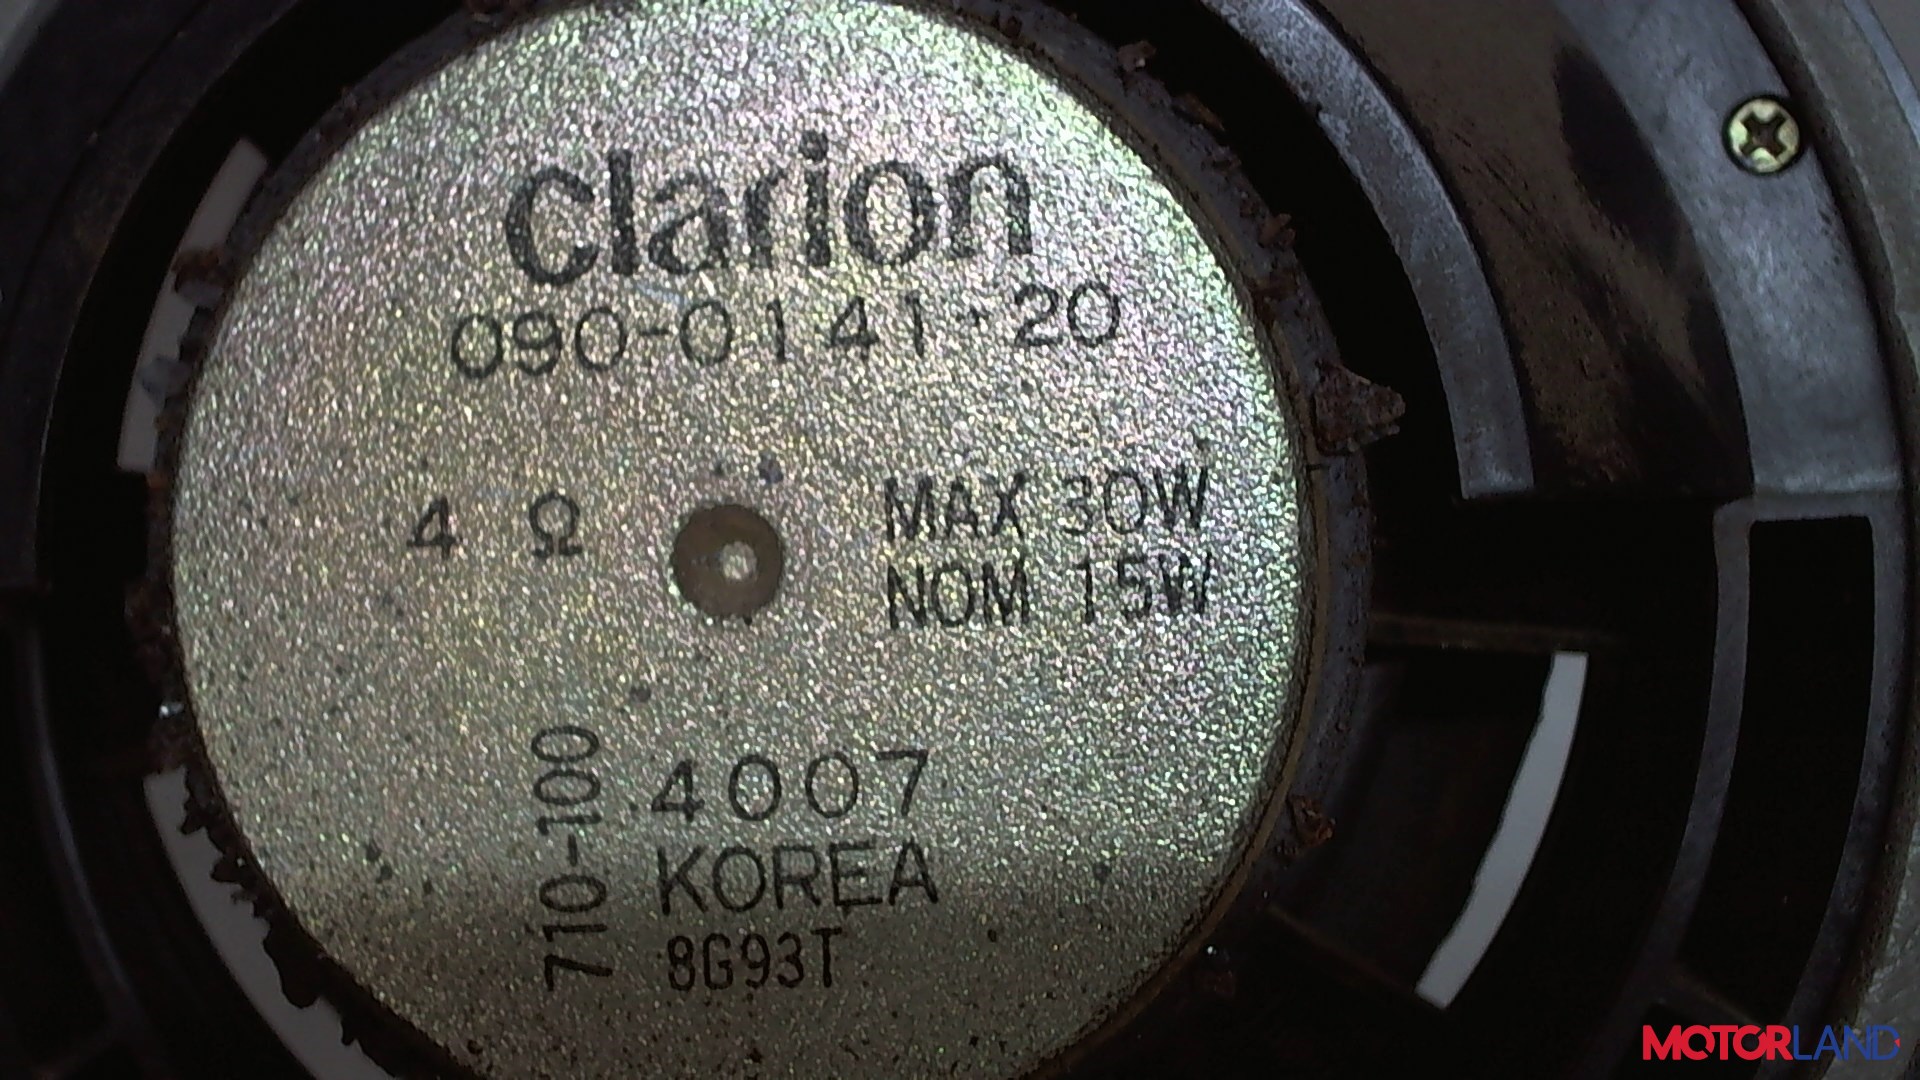 clarion
090-0141-20
4 Ω
MAX 30W
NOM 15W
710-100
4007
KOREA
8G93T
MOTORLAND